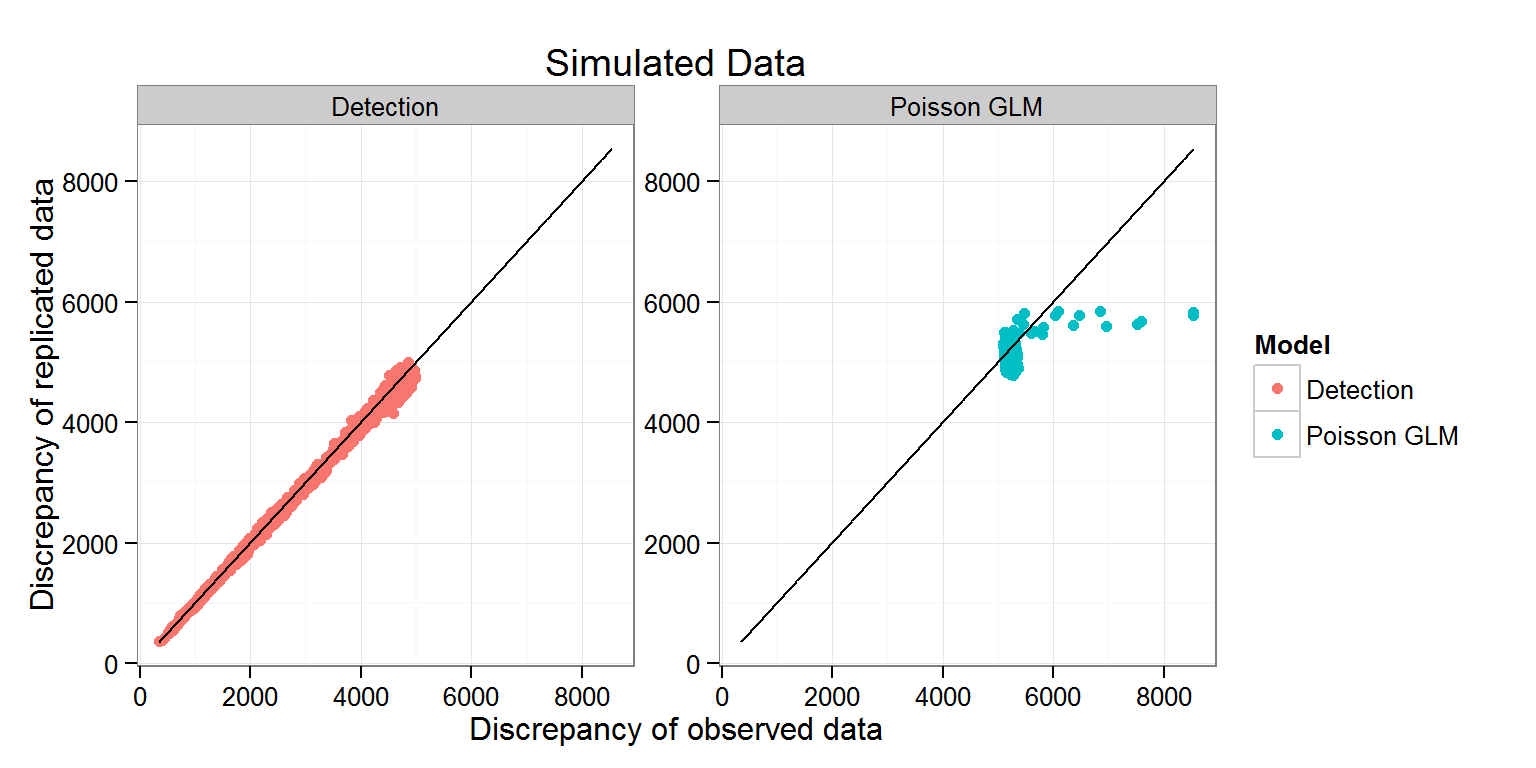 Simulated Data
Detection
Poisson GLM
Discrepancy of replicated data
8000
6000
4000
2000
0
8000
6000
4000
2000
0
0 2000 4000 6000 8000
0 2000 4000 6000 8000
Discrepancy of observed data
Model
Detection
Poisson GLM